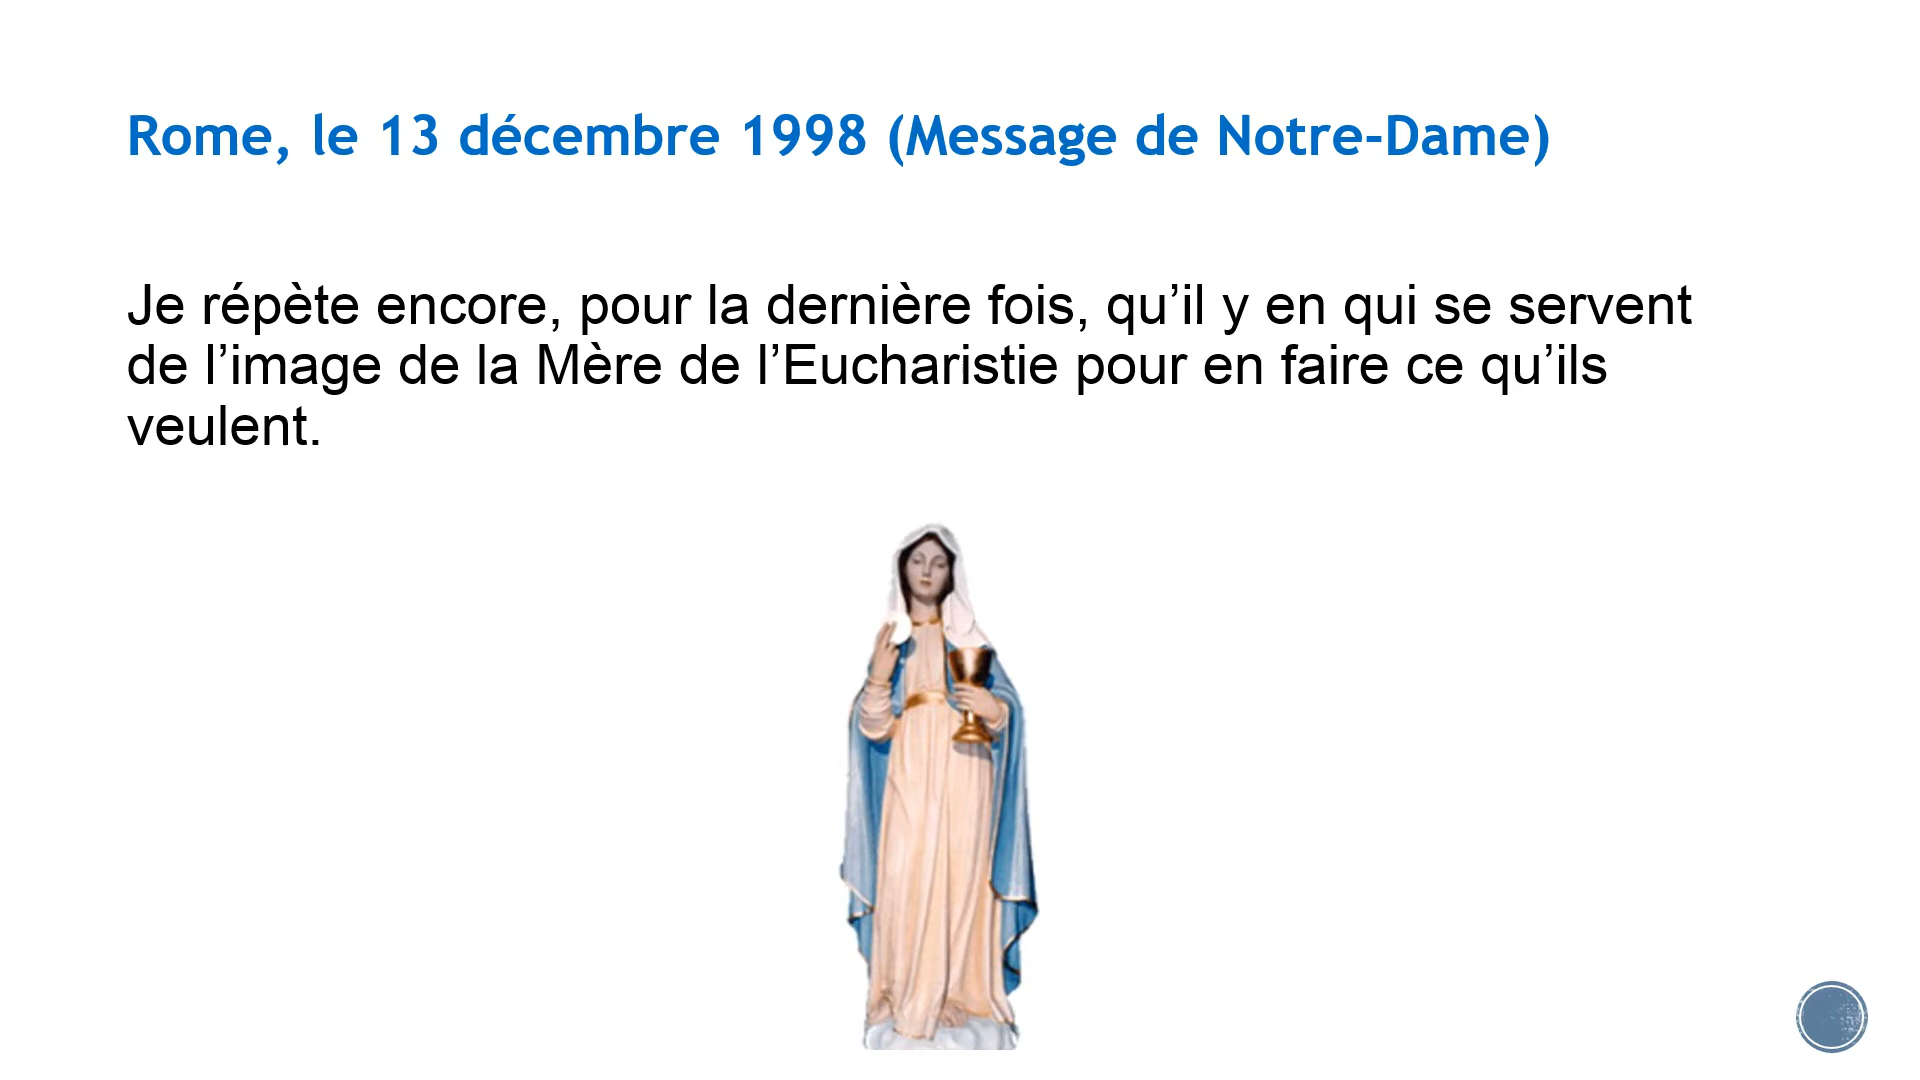 Rome, le 13 décembre 1998 (Message de Notre-Dame)
Je répète encore, pour la dernière fois, qu’il y en qui se servent
de l’image de la Mère de l’Eucharistie pour en faire ce qu’ils
veulent.